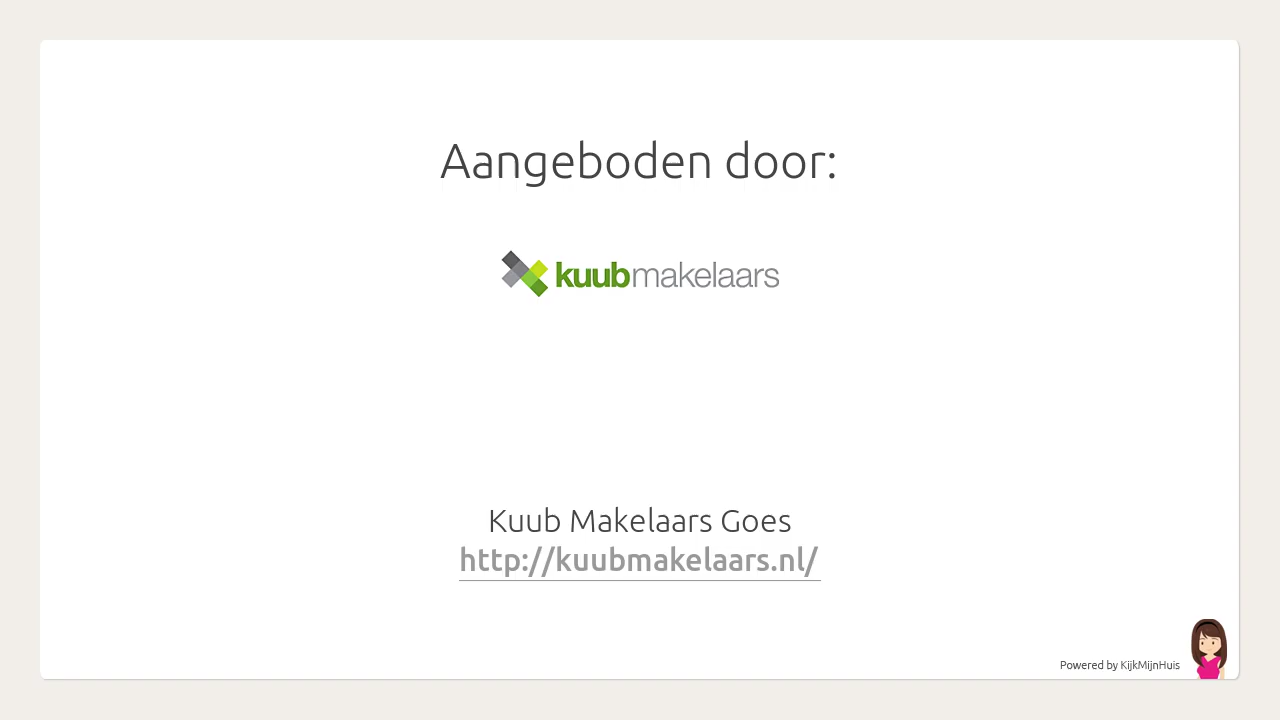 Aangeboden door:
kuubmakelaars
Kuub Makelaars Goes
http://kuubmakelaars.nl/
Powered by KijkMijnHuis